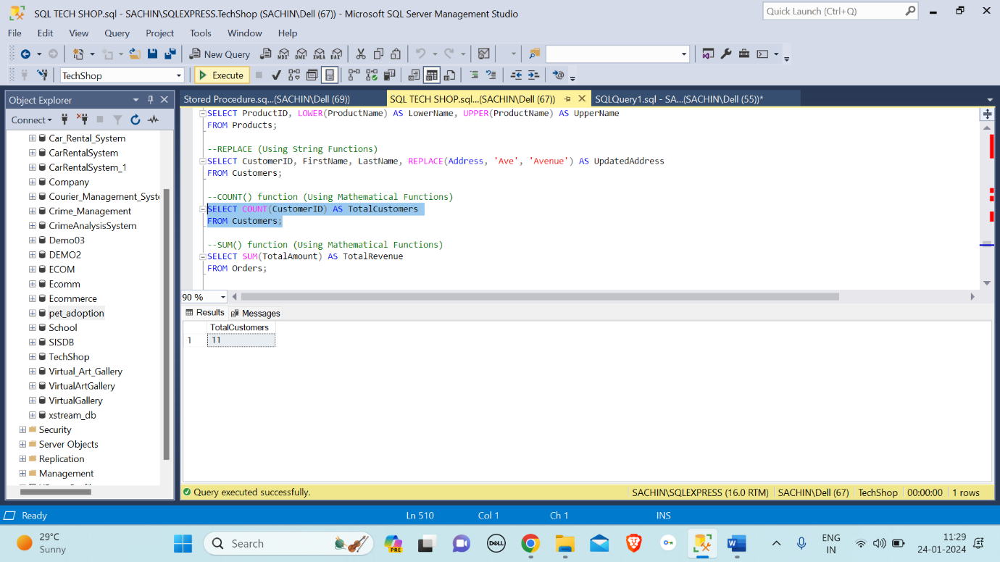 SQL TECH SHOP.sql - SACHIN\SQLEXPRESS.TechShop (SACHIN\Dell (67)) - Microsoft SQL Server Management Studio
Quick Launch (Ctrl+Q)
File Edit View Query Project Tools Window Help
New Query
MDX DMX XMLA DAX
TechShop
Execute
Object Explorer
Connect
Car_Rental_System
CarRentalSystem
CarRentalSystem_1
Company
Courier_Management_Syste
Crime_Management
CrimeAnalysisSystem
Demo03
DEMO2
ECOM
Ecomm
Ecommerce
pet_adoption
School
SISDB
TechShop
Virtual_Art_Gallery
VirtualArtGallery
VirtualGallery
xstream_db
Security
Server Objects
Replication
Management
Stored Procedure.sq...(SACHIN\Dell (69))
SQL TECH SHOP.sql...(SACHIN\Dell (67))
SQLQuery1.sql - SA...(SACHIN\Dell (55))*
SELECT ProductID, LOWER(ProductName) AS LowerName, UPPER(ProductName) AS UpperName
FROM Products;
--REPLACE (Using String Functions)
SELECT CustomerID, FirstName, LastName, REPLACE(Address, 'Ave', 'Avenue') AS UpdatedAddress
FROM Customers;
--COUNT() function (Using Mathematical Functions)
SELECT COUNT(CustomerID) AS TotalCustomers
FROM Customers;
--SUM() function (Using Mathematical Functions)
SELECT SUM(TotalAmount) AS TotalRevenue
FROM Orders;
90 %
Results Messages
TotalCustomers
1 11
Query executed successfully.
SACHIN\SQLEXPRESS (16.0 RTM) SACHIN\Dell (67) TechShop 00:00:00 1 rows
Ready Ln 510 Col 1 Ch 1 INS
29°C
Sunny
Search
PRE
DELL
ENG
IN
11:29
24-01-2024